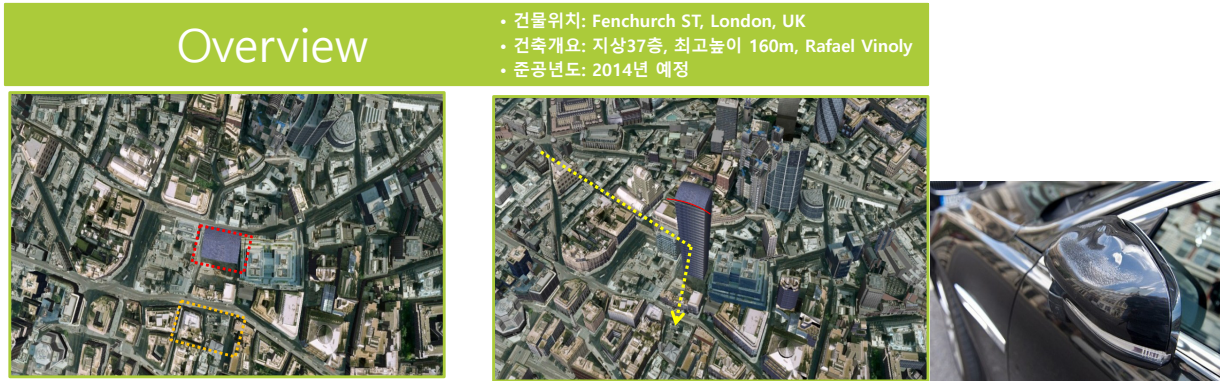 Overview
• 건물위치: Fenchurch ST, London, UK
• 건축개요: 지상37층, 최고높이 160m, Rafael Vinoly
• 준공년도: 2014년 예정